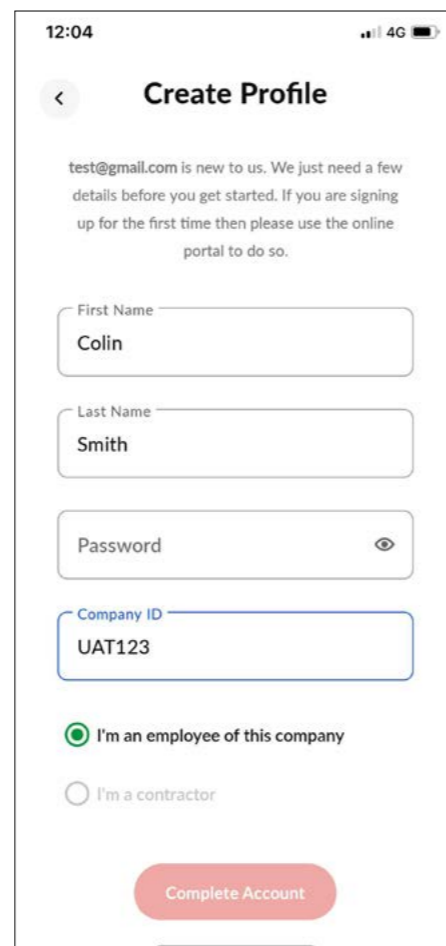 12:04
4G
Create Profile
test@gmail.com is new to us. We just need a few
details before you get started. If you are signing
up for the first time then please use the online
portal to do so.
First Name
Colin
Last Name
Smith
Password
Company ID
UAT123
I'm an employee of this company
I'm a contractor
Complete Account